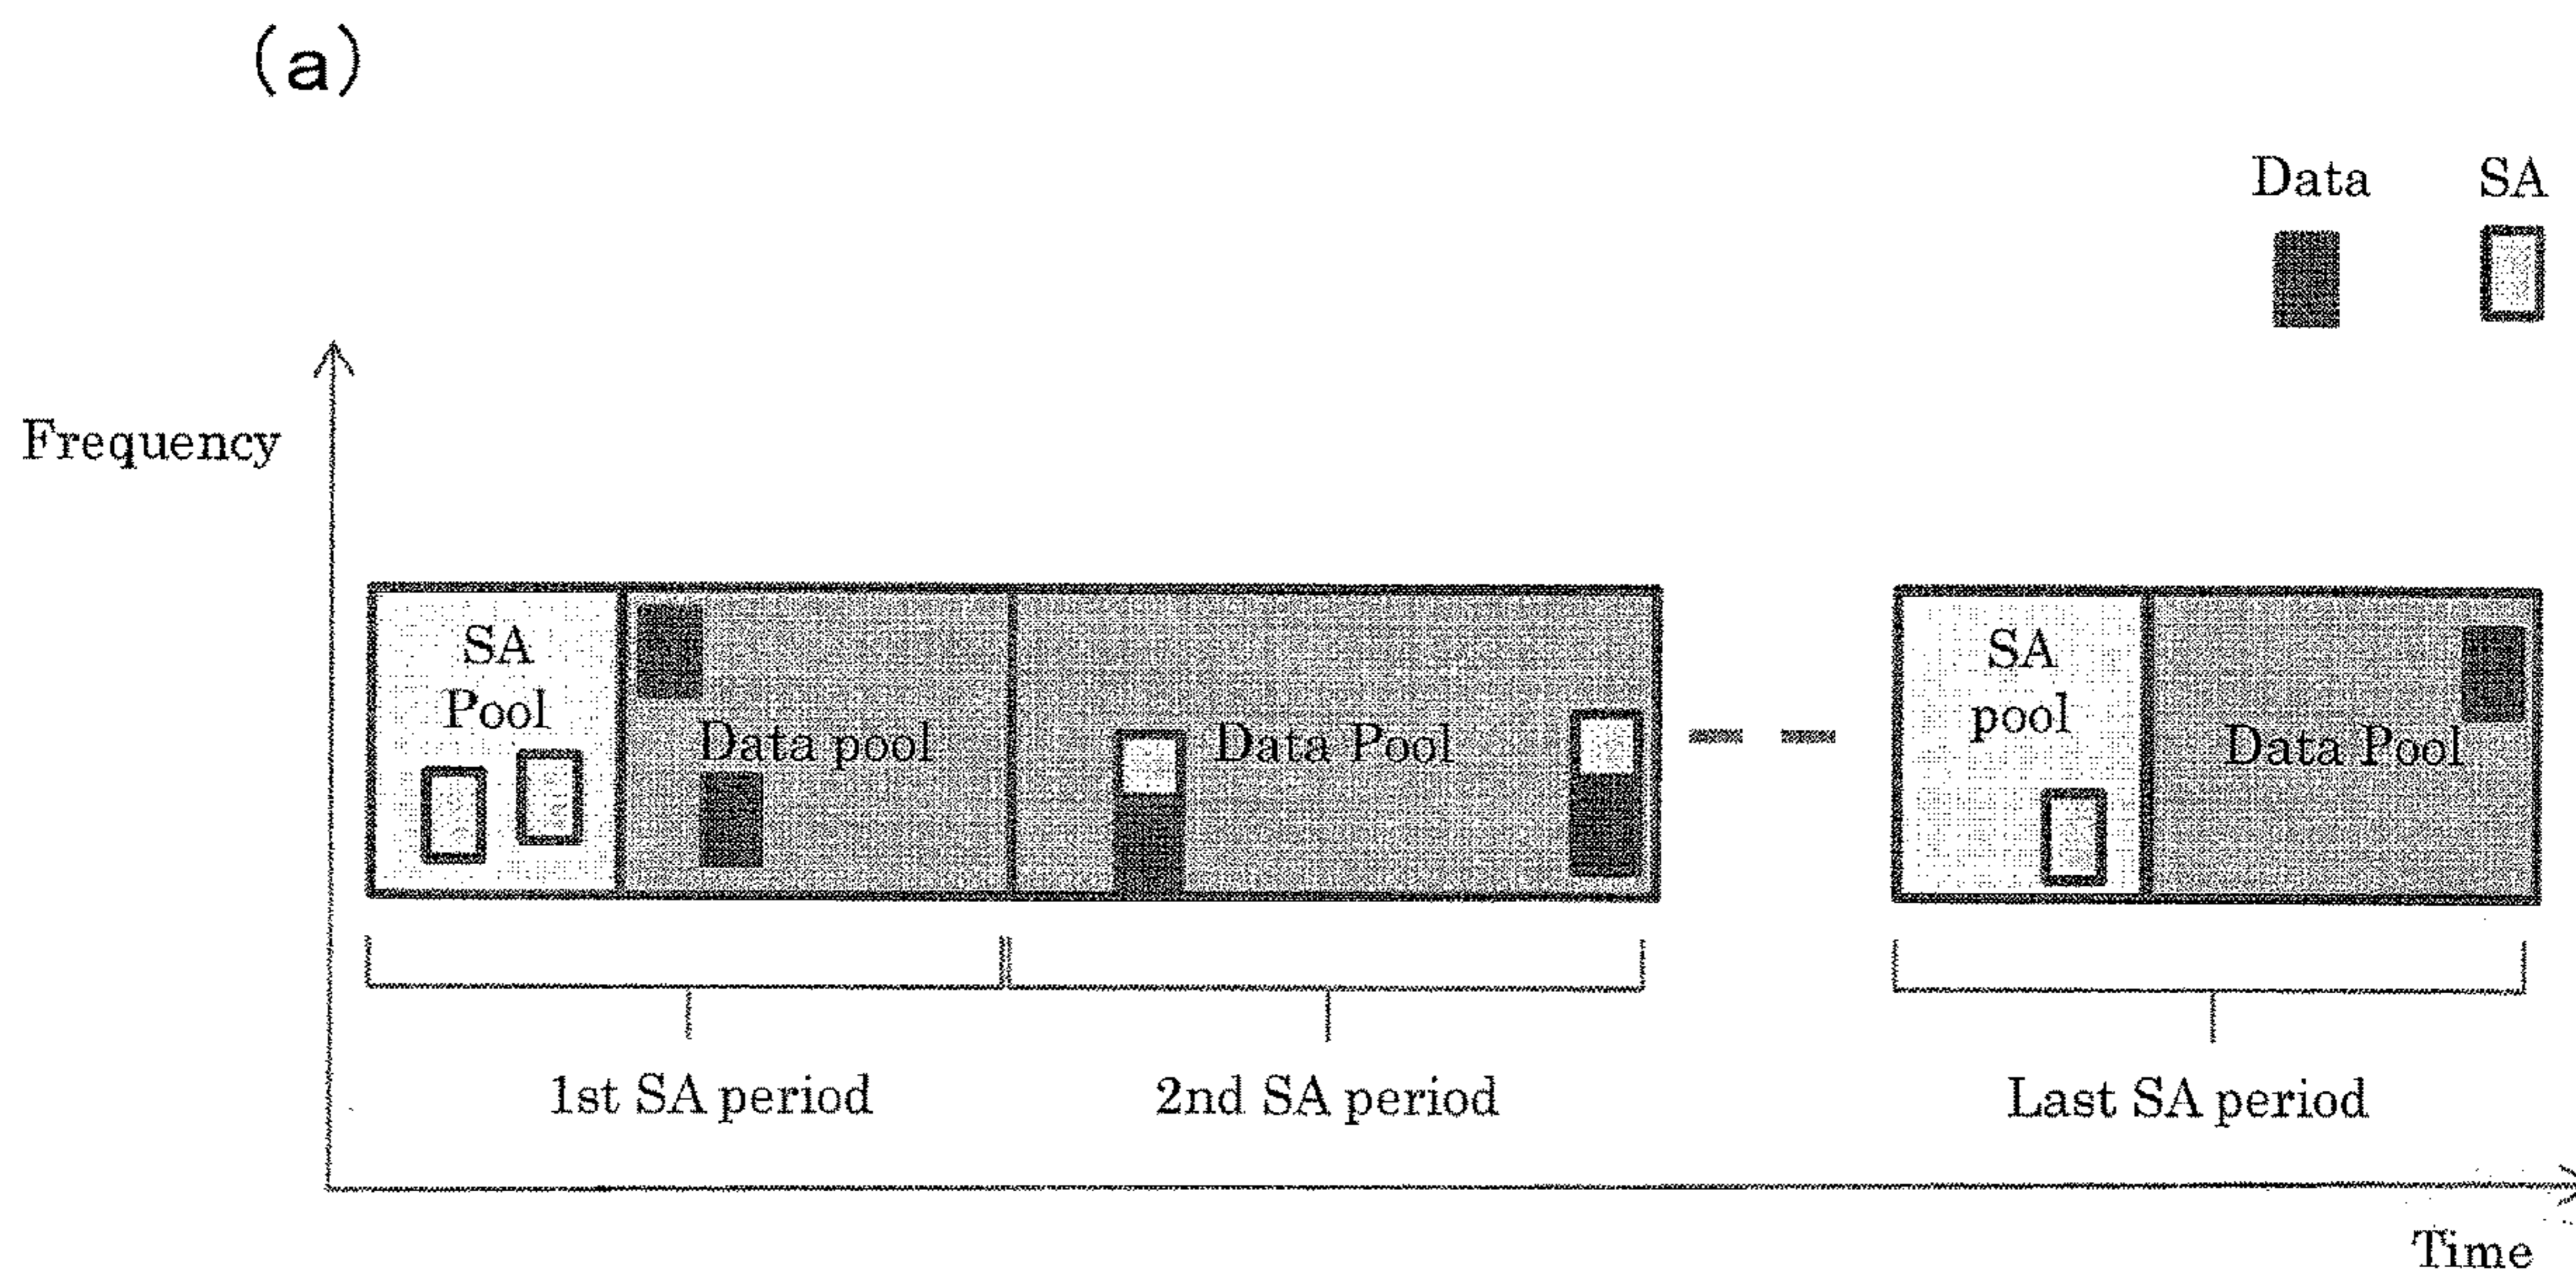 (a)
Data SA
Frequency
SA
Pool
Data pool
Data Pool
SA
pool
Data Pool
1st SA period
2nd SA period
Last SA period
Time